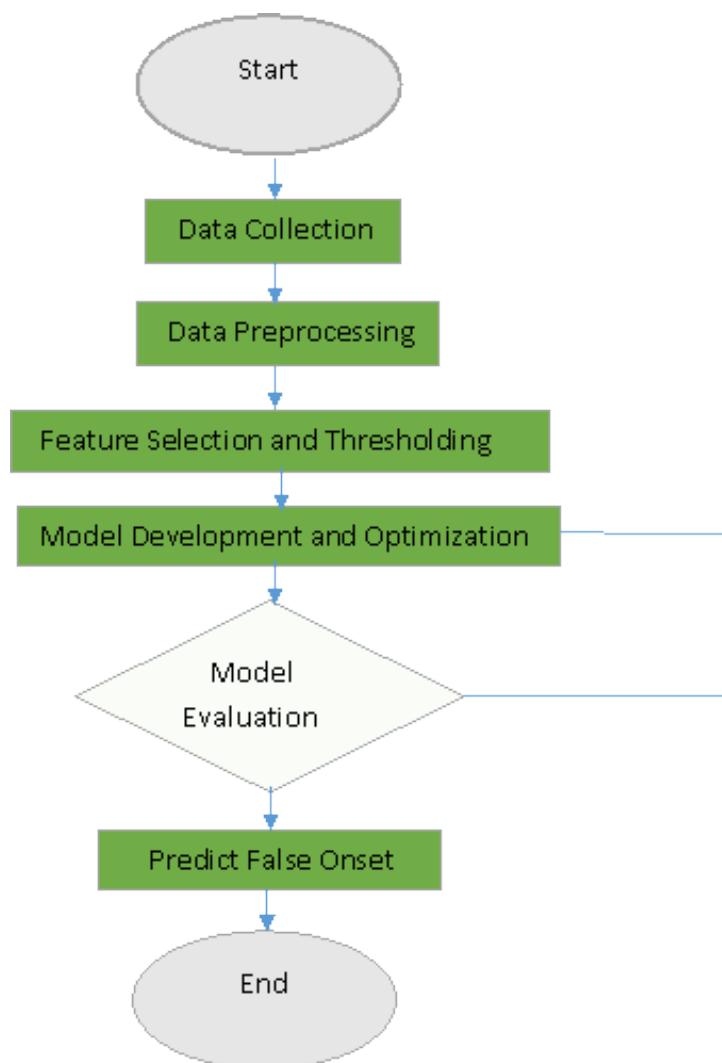 Start
Data Collection
Data Preprocessing
Feature Selection and Thresholding
Model Development and Optimization
Model
Evaluation
Predict False Onset
End